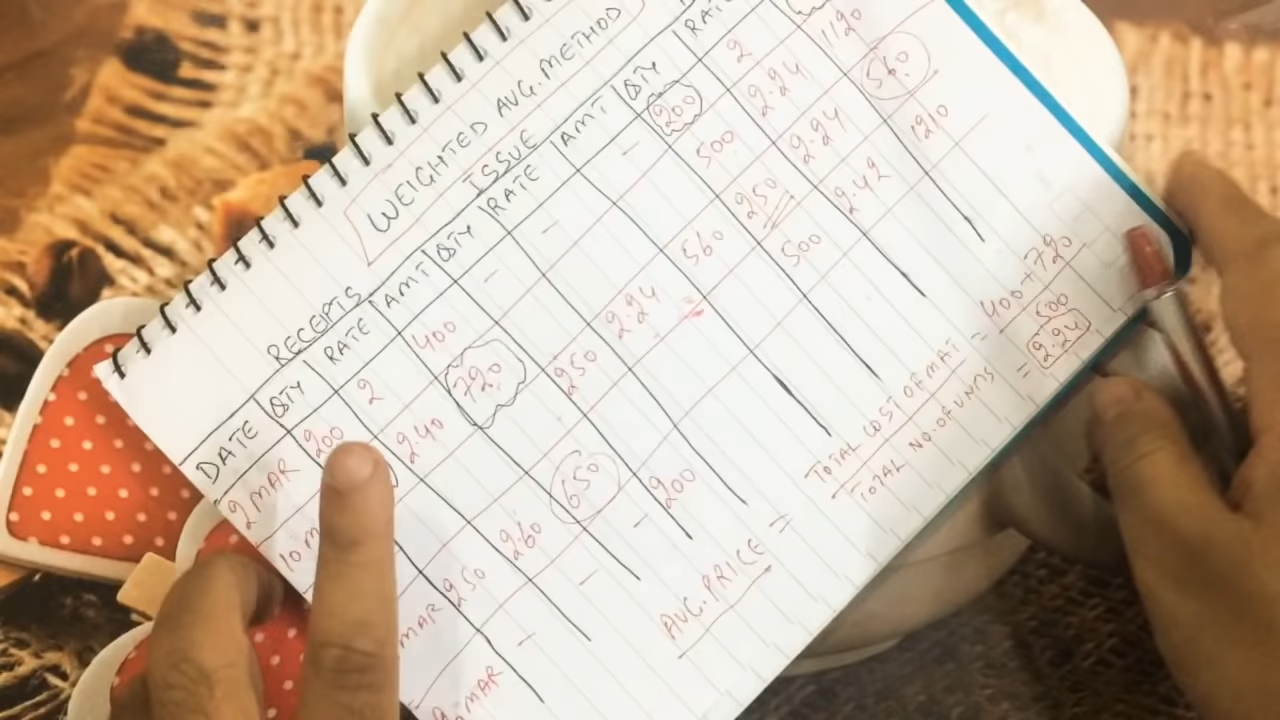 WEIGHTED AVG. METHOD
RECEIPTS ISSUE
DATE QTY RATE AMT QTY RATE AMT QTY RATE
2 MAR 200 2 400 - - - 200 2
10 2.40 720 500 2.24 1120
250 2.24 560 250 2.24 560
MAR 250 2.60 650 500 2.42 1210
MAR - - 200
AVG. PRICE = TOTAL COST OF MAT / TOTAL NO. OF UNITS = 400+720 / 500
= 2.24